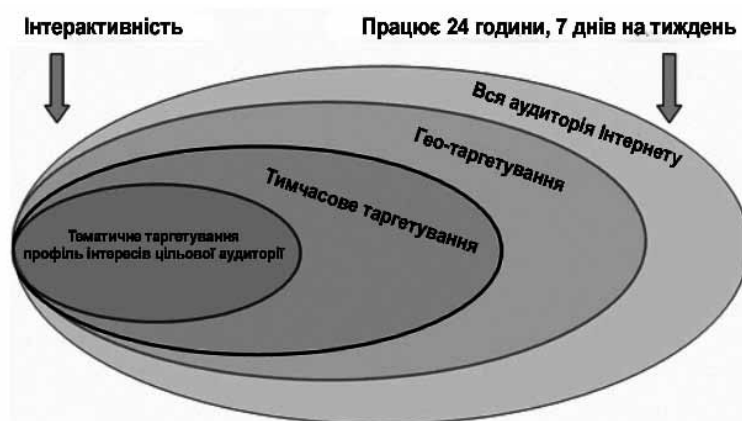 Інтерактивність
Працює 24 години, 7 днів на тиждень
Вся аудиторія Інтернету
Гео-таргетування
Тимчасове таргетування
Тематичне таргетування
профіль інтересів цільової аудиторії